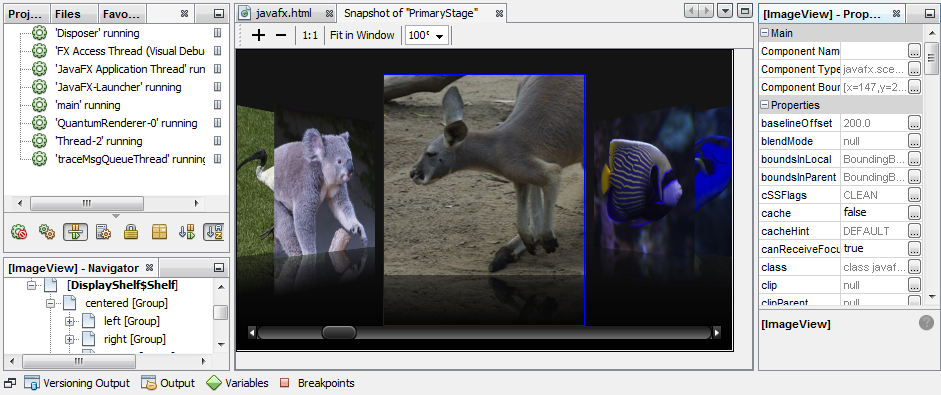 Proj...
Files
Favo...
'Disposer' running
'FX Access Thread (Visual Debu
'JavaFX Application Thread' run
'JavaFX-Launcher' running
'main' running
'QuantumRenderer-0' running
'Thread-2' running
'traceMsgQueueThread' running
[ImageView] - Navigator
[DisplayShelf$Shelf]
centered [Group]
left [Group]
right [Group]
javafx.html
Snapshot of "PrimaryStage"
1:1
Fit in Window
[ImageView] - Prop...
Main
Component Name
Component Type
javafx.sce...
Component Boun
[x=147,y=2...
Properties
baselineOffset
200.0
blendMode
null
boundsInLocal
BoundingB...
boundsInParent
BoundingB...
cSSFlags
CLEAN
cache
false
cacheHint
DEFAULT
canReceiveFocu
true
class
class javaf...
clip
null
clipParent
null
[ImageView]
Versioning Output
Output
Variables
Breakpoints